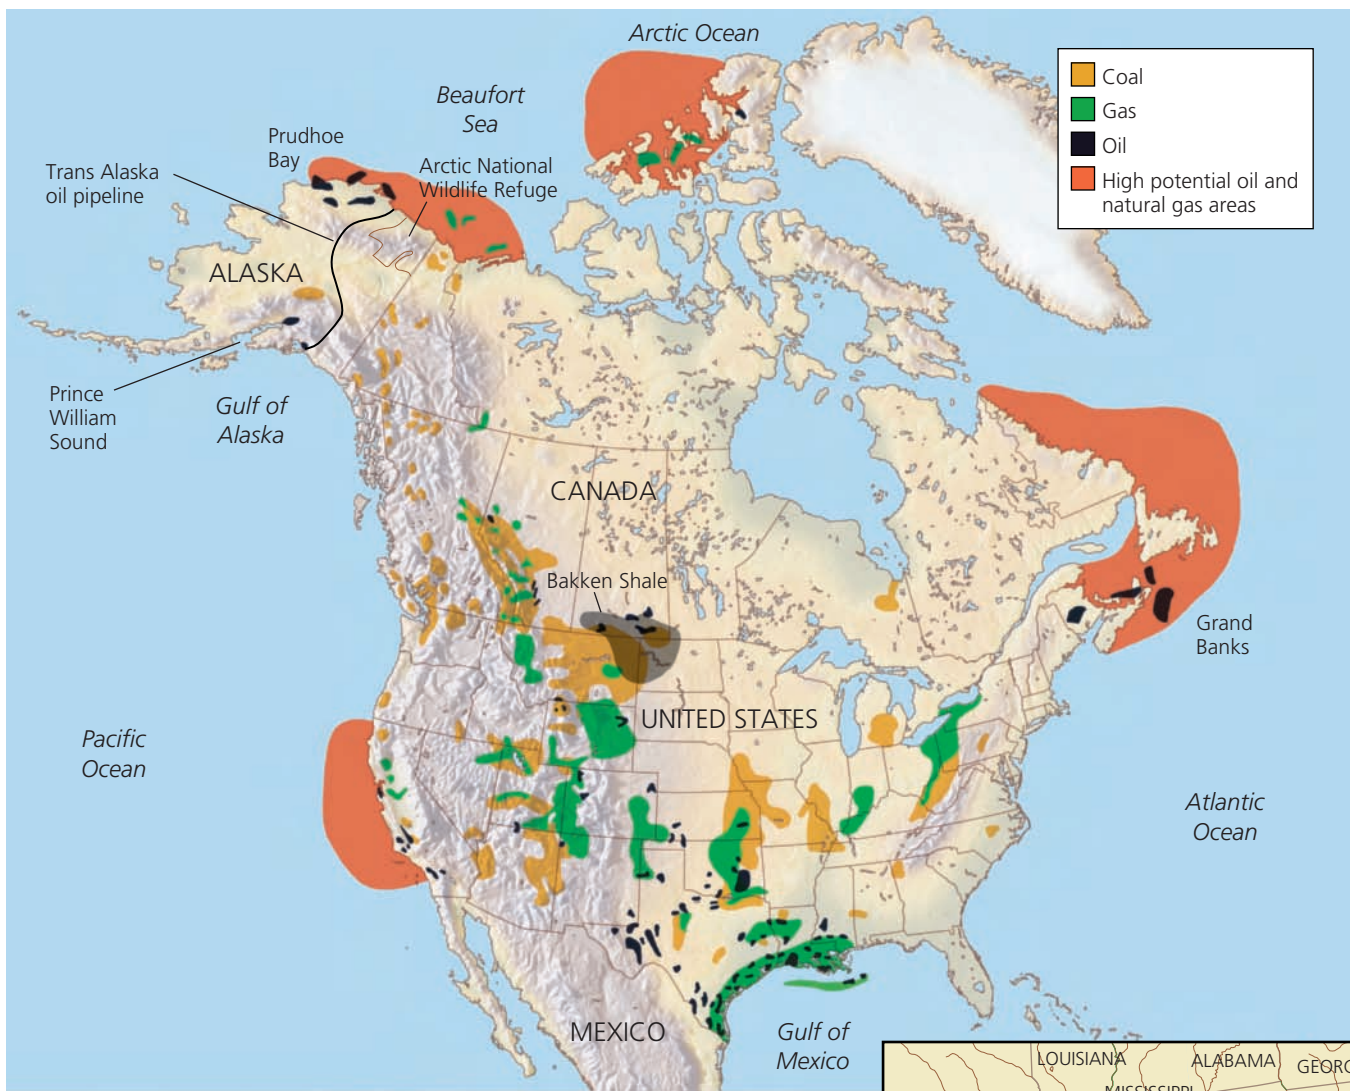 Arctic Ocean
Coal
Gas
Oil
High potential oil and
natural gas areas
Beaufort
Sea
Prudhoe
Bay
Trans Alaska
oil pipeline
Arctic National
Wildlife Refuge
ALASKA
Prince
William
Sound
Gulf of
Alaska
CANADA
Bakken Shale
Grand
Banks
UNITED STATES
Pacific
Ocean
Atlantic
Ocean
MEXICO
Gulf of
Mexico
LOUISIANA
ALABAMA
GEORG
MISSISSIPPI